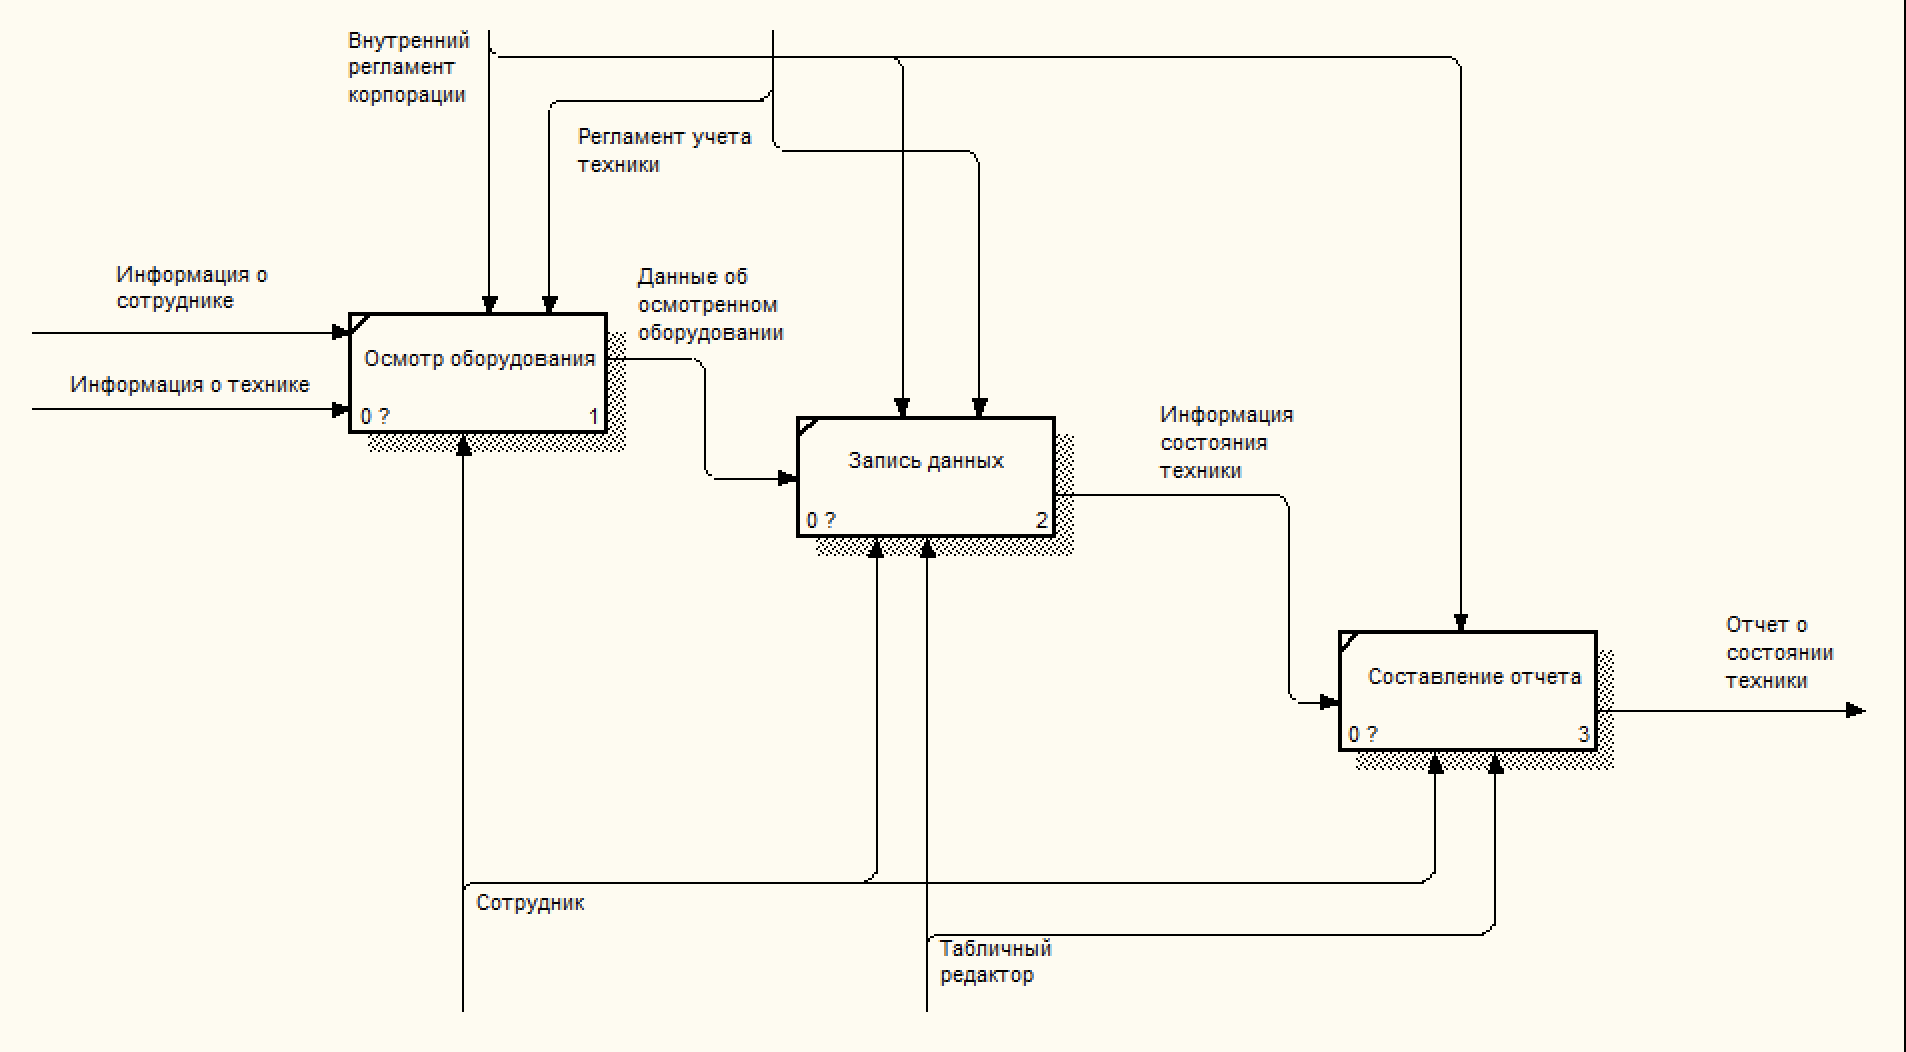 Внутренний
регламент
корпорации
Регламент учета
техники
Информация о
сотруднике
Информация о технике
Осмотр оборудования
0 ?
1
Данные об
осмотренном
оборудовании
Запись данных
0 ?
2
Информация
состояния
техники
Составление отчета
0 ?
3
Отчет о
состоянии
техники
Сотрудник
Табличный
редактор